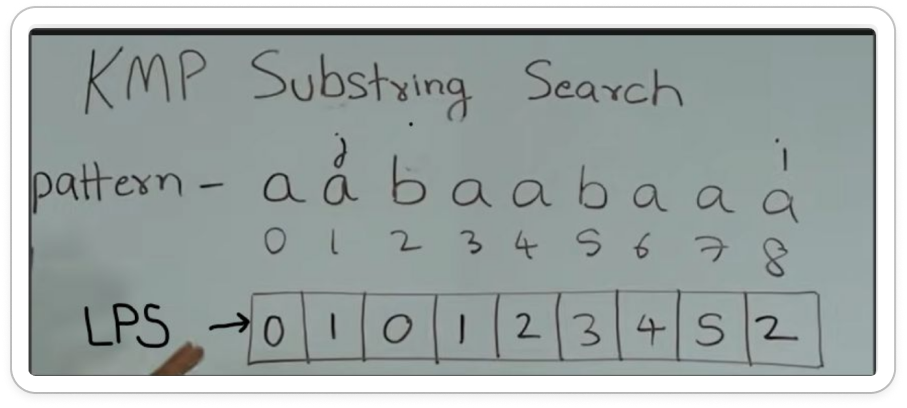 KMP Substring Search
j i
pattern - a a b a a b a a a
0 1 2 3 4 5 6 7 8
LPS → 0 1 0 1 2 3 4 5 2